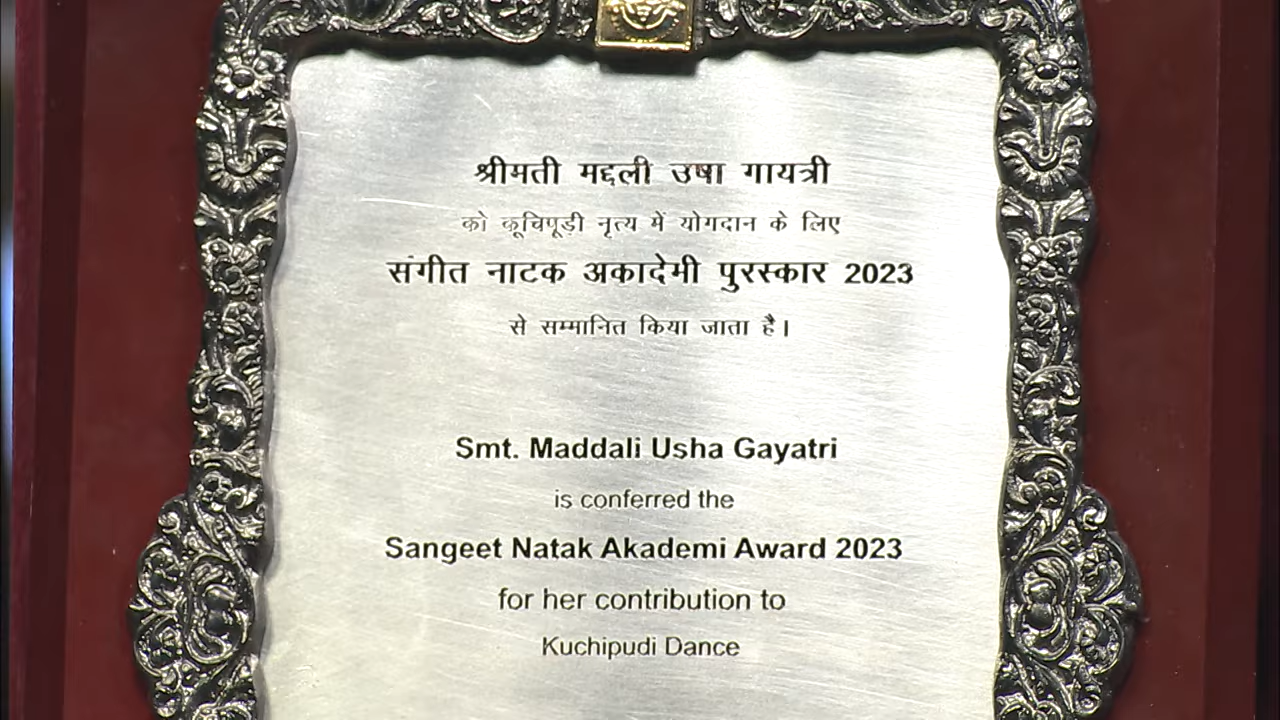 श्रीमती मद्दली उषा गायत्री
को कूचिपूड़ी नृत्य में योगदान के लिए
संगीत नाटक अकादेमी पुरस्कार 2023
से सम्मानित किया जाता है।
Smt. Maddali Usha Gayatri
is conferred the
Sangeet Natak Akademi Award 2023
for her contribution to
Kuchipudi Dance